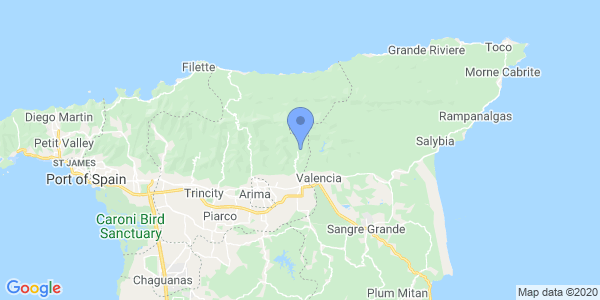 Grande Riviere
Toco
Filette
Morne Cabrite
Diego Martin
Rampanalgas
Petit Valley
Salybia
ST JAMES
Port of Spain
Valencia
Trincity
Arima
Caroni Bird
Sanctuary
Piarco
Sangre Grande
Chaguanas
Plum Mitan
Google
Map data ©2020